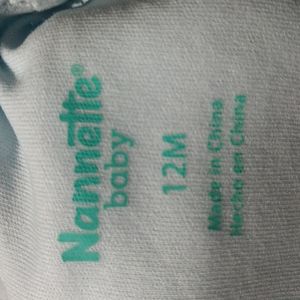 Nannette®
baby
12M
Made in China
Hecho en China